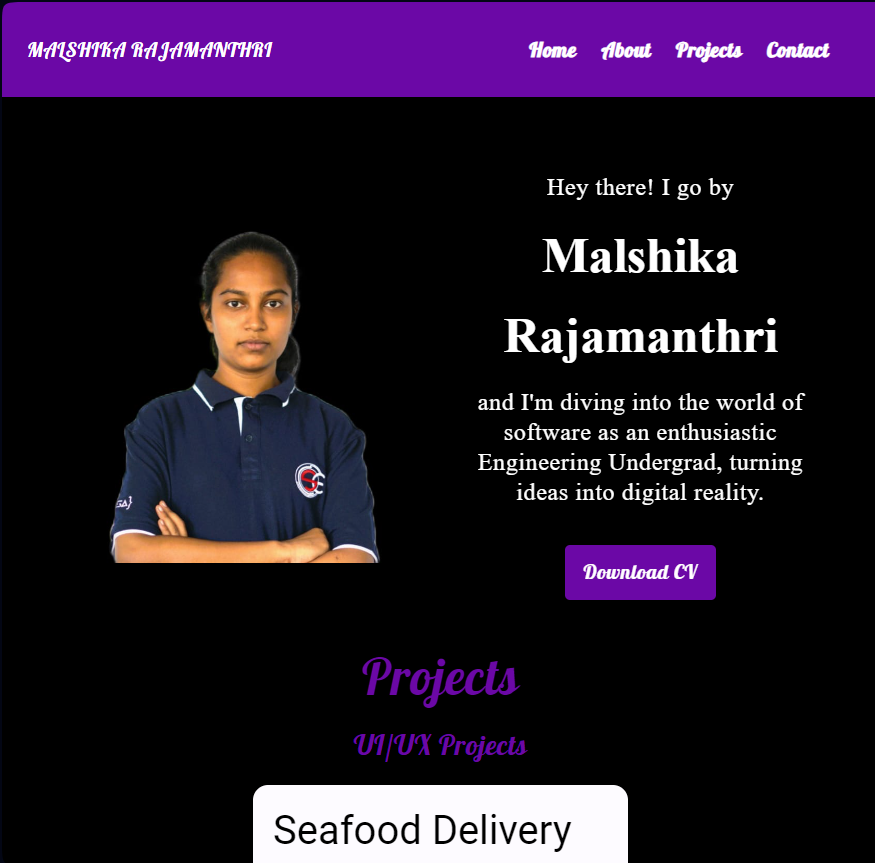 MALSHIKA RAJAMANTHRI
Home About Projects Contact
Hey there! I go by
Malshika
Rajamanthri
and I'm diving into the world of
software as an enthusiastic
Engineering Undergrad, turning
ideas into digital reality.
Download CV
Projects
UI/UX Projects
Seafood Delivery